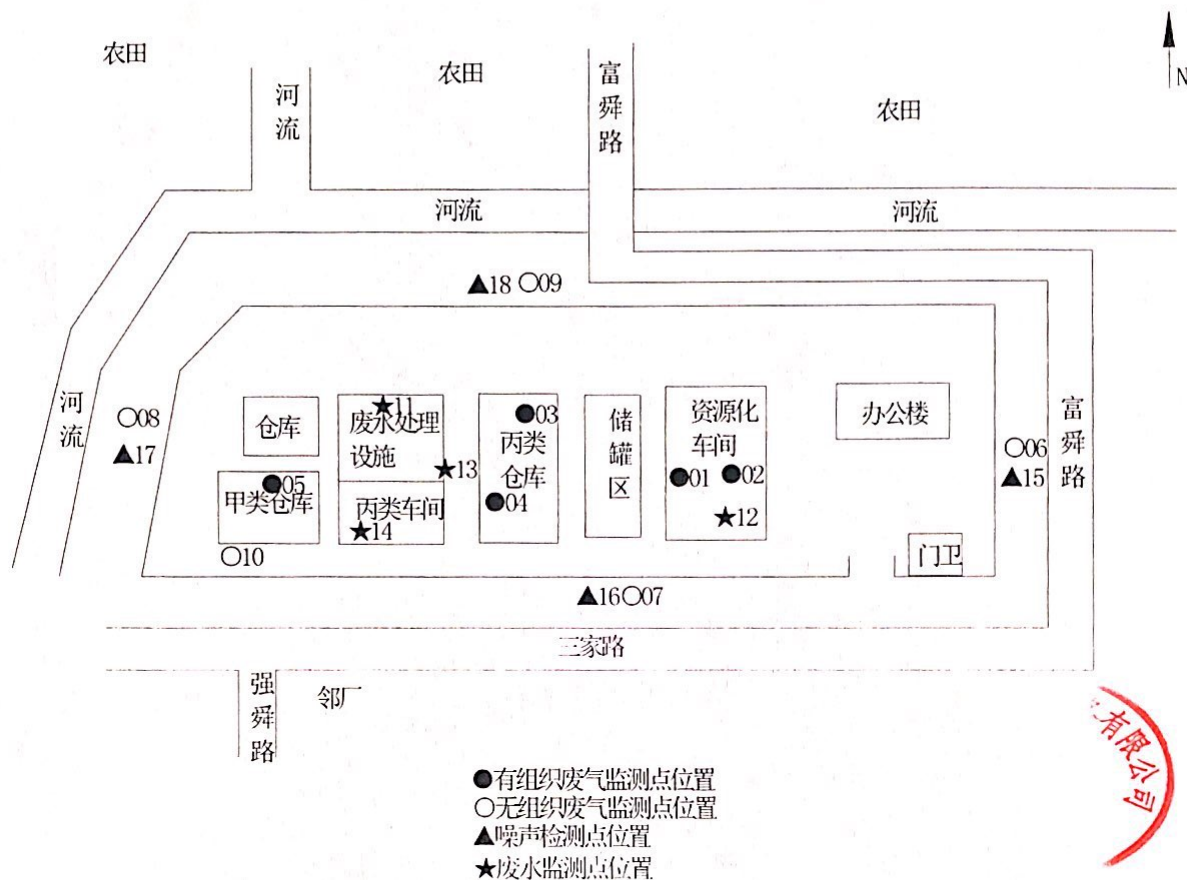 农田
农田
农田
N
河流
富舜路
河流
河流
▲18 ○09
河流
○08
▲17
仓库
★11
废水处理
设施
★13
●03
丙类
仓库
●04
储罐区
资源化
车间
●01
●02
★12
办公楼
○06
▲15
富舜路
●05
甲类仓库
丙类车间
★14
○10
门卫
▲16○07
三家路
强舜路
邻厂
●有组织废气监测点位置
○无组织废气监测点位置
▲噪声检测点位置
★废水监测点位置
有限公司